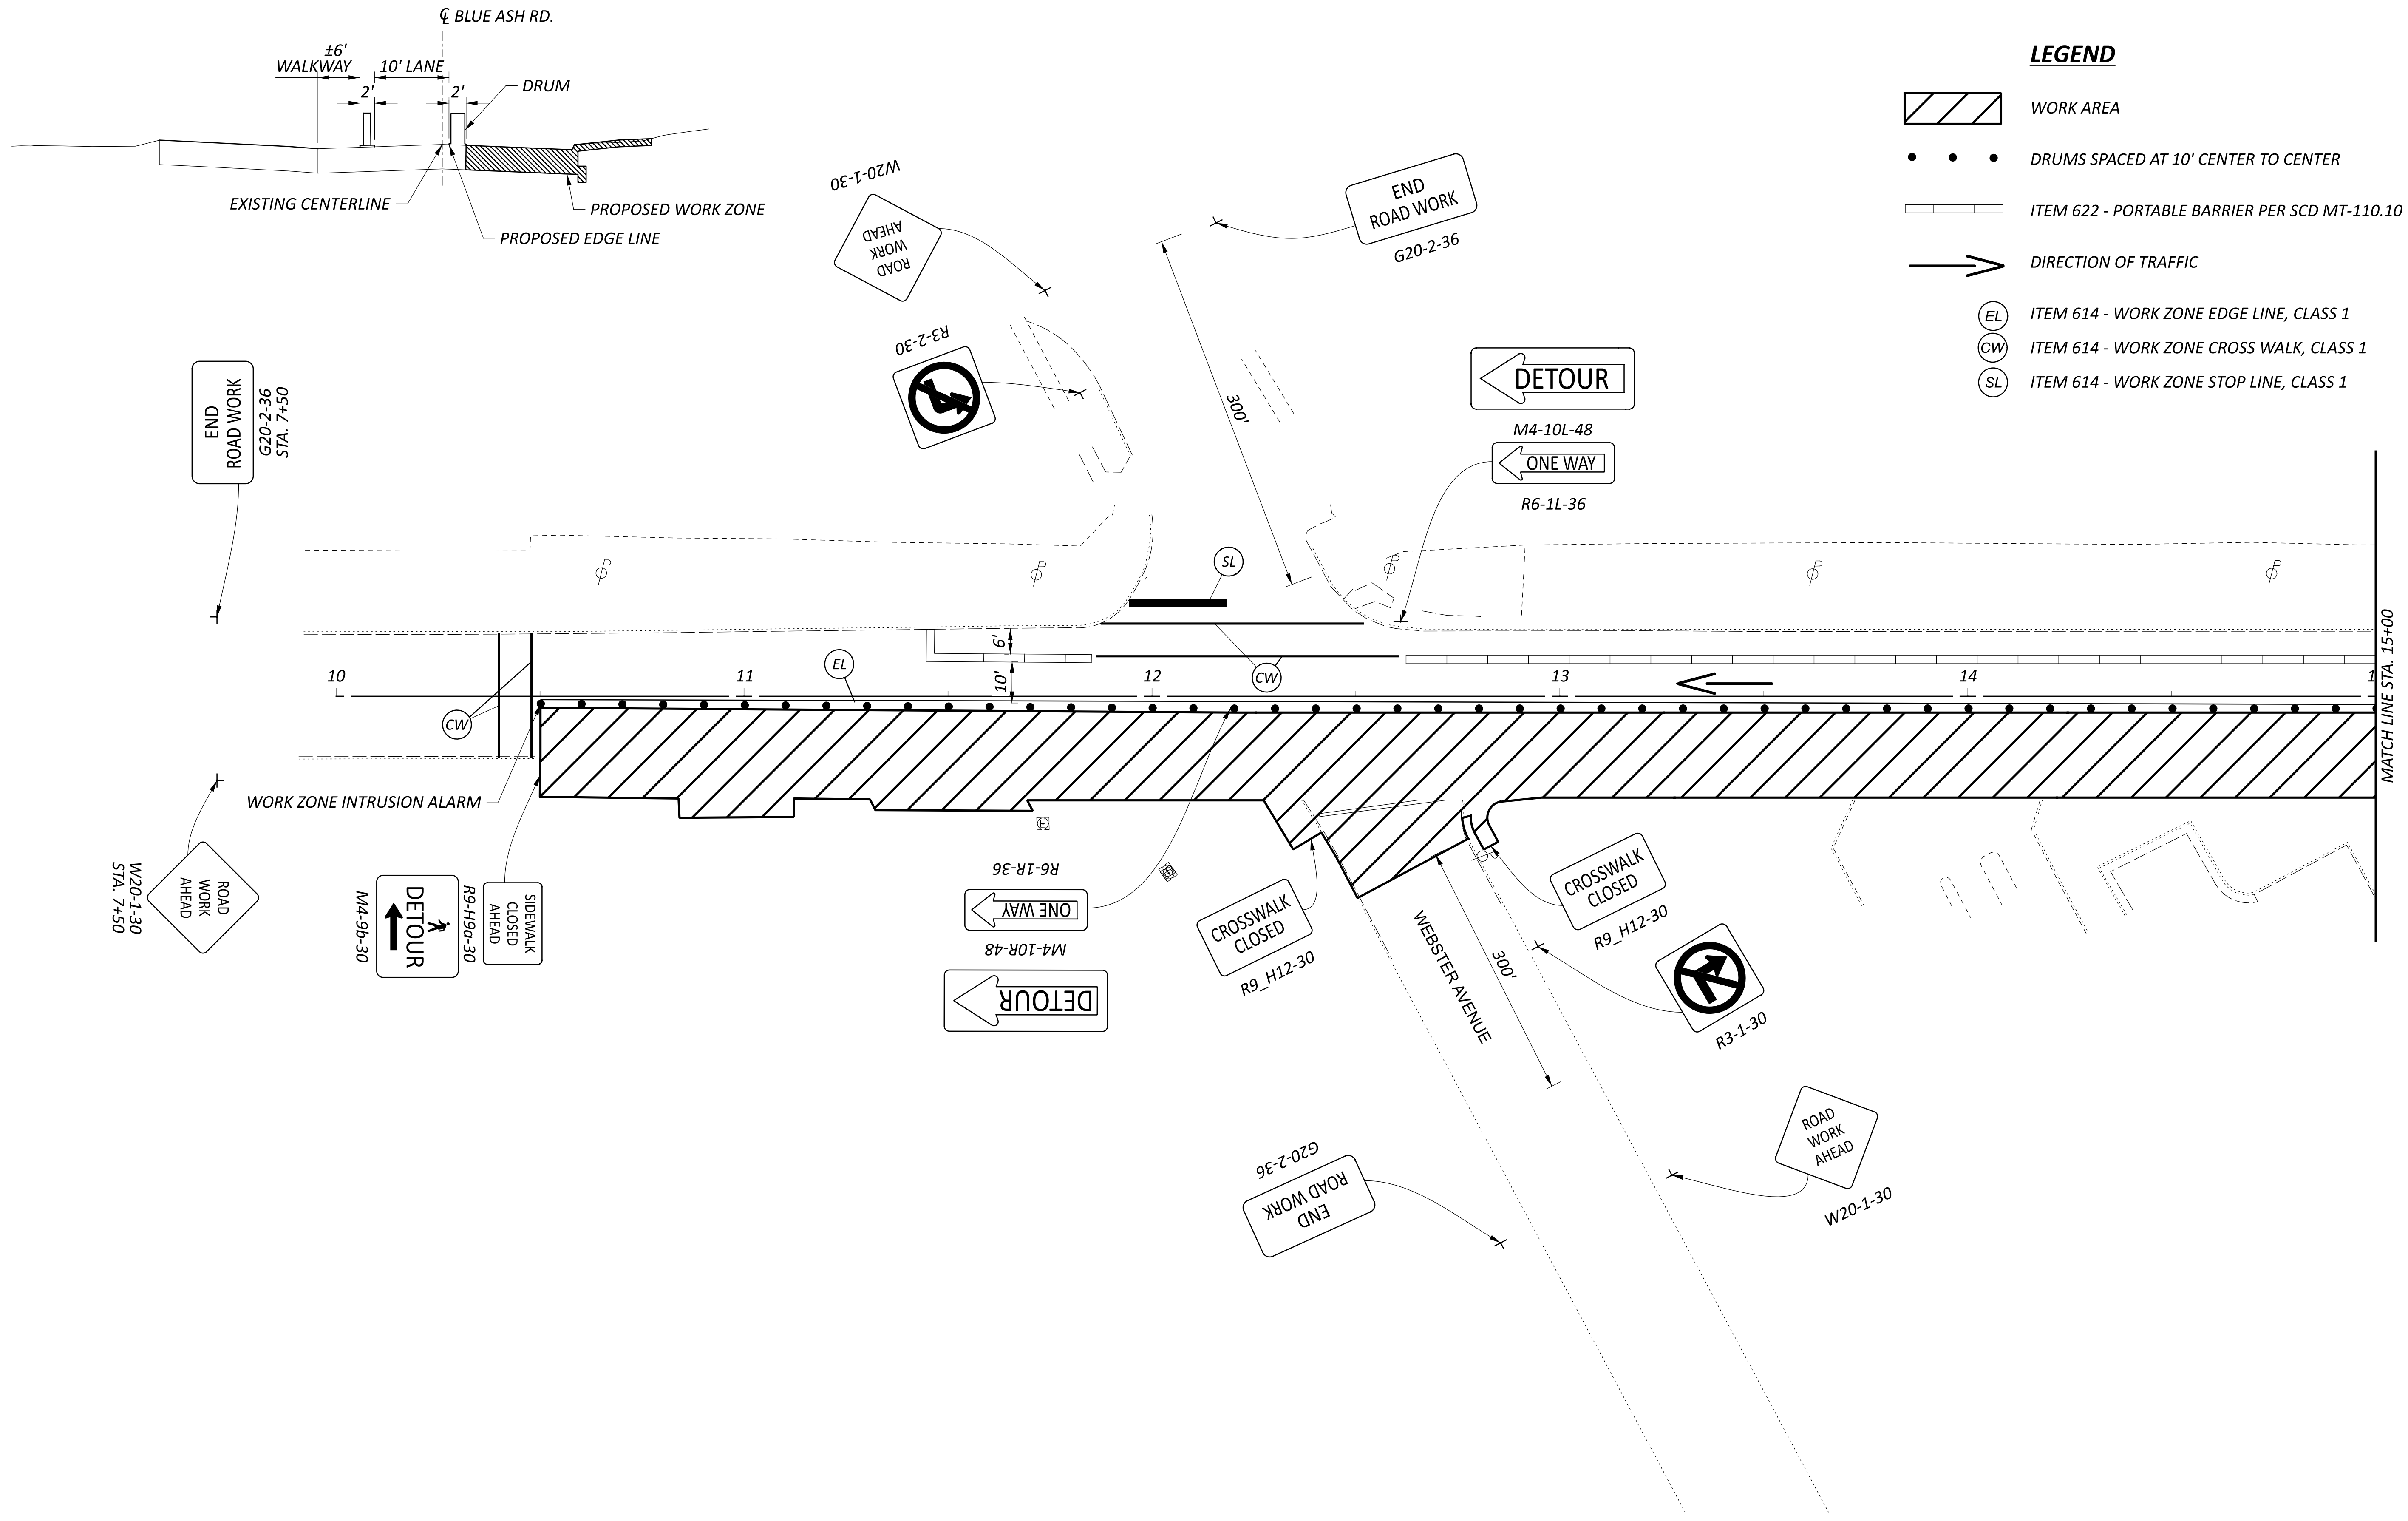 ℄ BLUE ASH RD.
±6'
WALKWAY
10' LANE
2'
2'
DRUM
EXISTING CENTERLINE
PROPOSED WORK ZONE
PROPOSED EDGE LINE
LEGEND
WORK AREA
DRUMS SPACED AT 10' CENTER TO CENTER
ITEM 622 - PORTABLE BARRIER PER SCD MT-110.10
DIRECTION OF TRAFFIC
EL
ITEM 614 - WORK ZONE EDGE LINE, CLASS 1
CW
ITEM 614 - WORK ZONE CROSS WALK, CLASS 1
SL
ITEM 614 - WORK ZONE STOP LINE, CLASS 1
W20-1-30
ROAD
WORK
AHEAD
END
ROAD WORK
G20-2-36
R3-2-30
END
ROAD WORK
G20-2-36
STA. 7+50
300'
DETOUR
M4-10L-48
ONE WAY
R6-1L-36
SL
6'
EL
10'
CW
10
11
12
13
14
1
CW
MATCH LINE STA. 15+00
WORK ZONE INTRUSION ALARM
ROAD
WORK
AHEAD
W20-1-30
STA. 7+50
DETOUR
M4-9b-30
SIDEWALK
CLOSED
AHEAD
R9-H9a-30
R6-1R-36
ONE WAY
M4-10R-48
DETOUR
CROSSWALK
CLOSED
R9_H12-30
CROSSWALK
CLOSED
R9_H12-30
WEBSTER AVENUE
300'
R3-1-30
ROAD
WORK
AHEAD
W20-1-30
G20-2-36
END
ROAD WORK